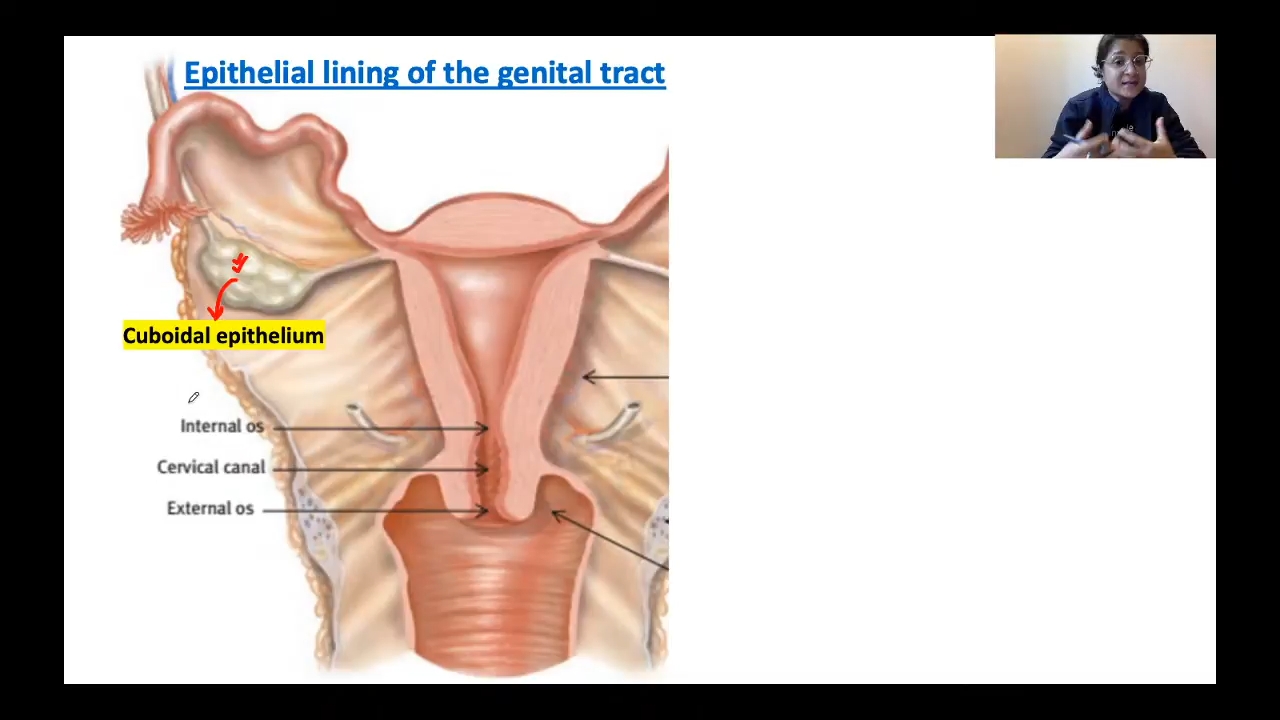 Epithelial lining of the genital tract
Cuboidal epithelium
Internal os
Cervical canal
External os